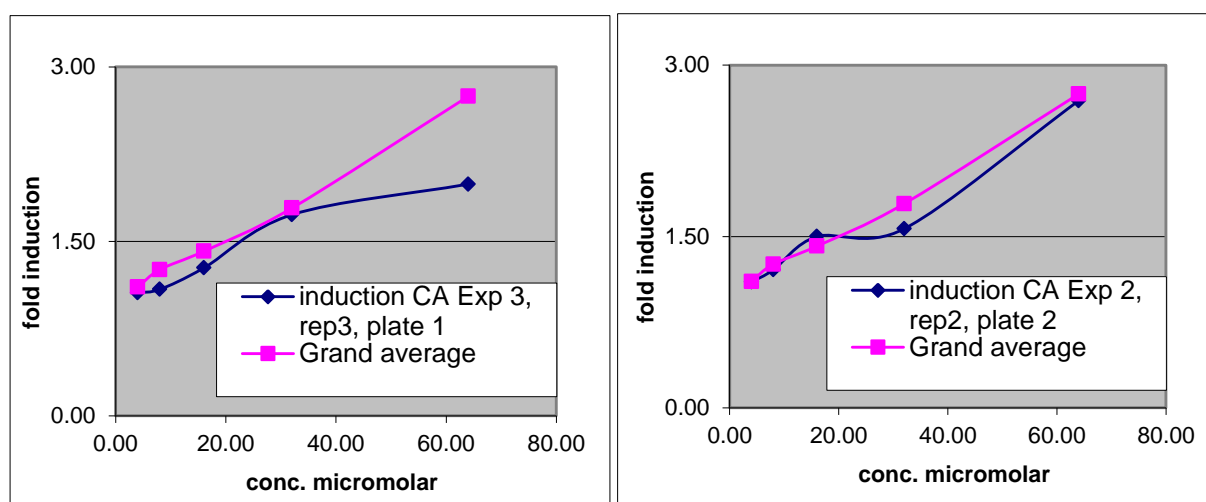 3.00
1.50
0.00
fold induction
induction CA Exp 3,
rep3, plate 1
Grand average
0.00 20.00 40.00 60.00 80.00
conc. micromolar
3.00
1.50
0.00
fold induction
induction CA Exp 2,
rep2, plate 2
Grand average
0.00 20.00 40.00 60.00 80.00
conc. micromolar